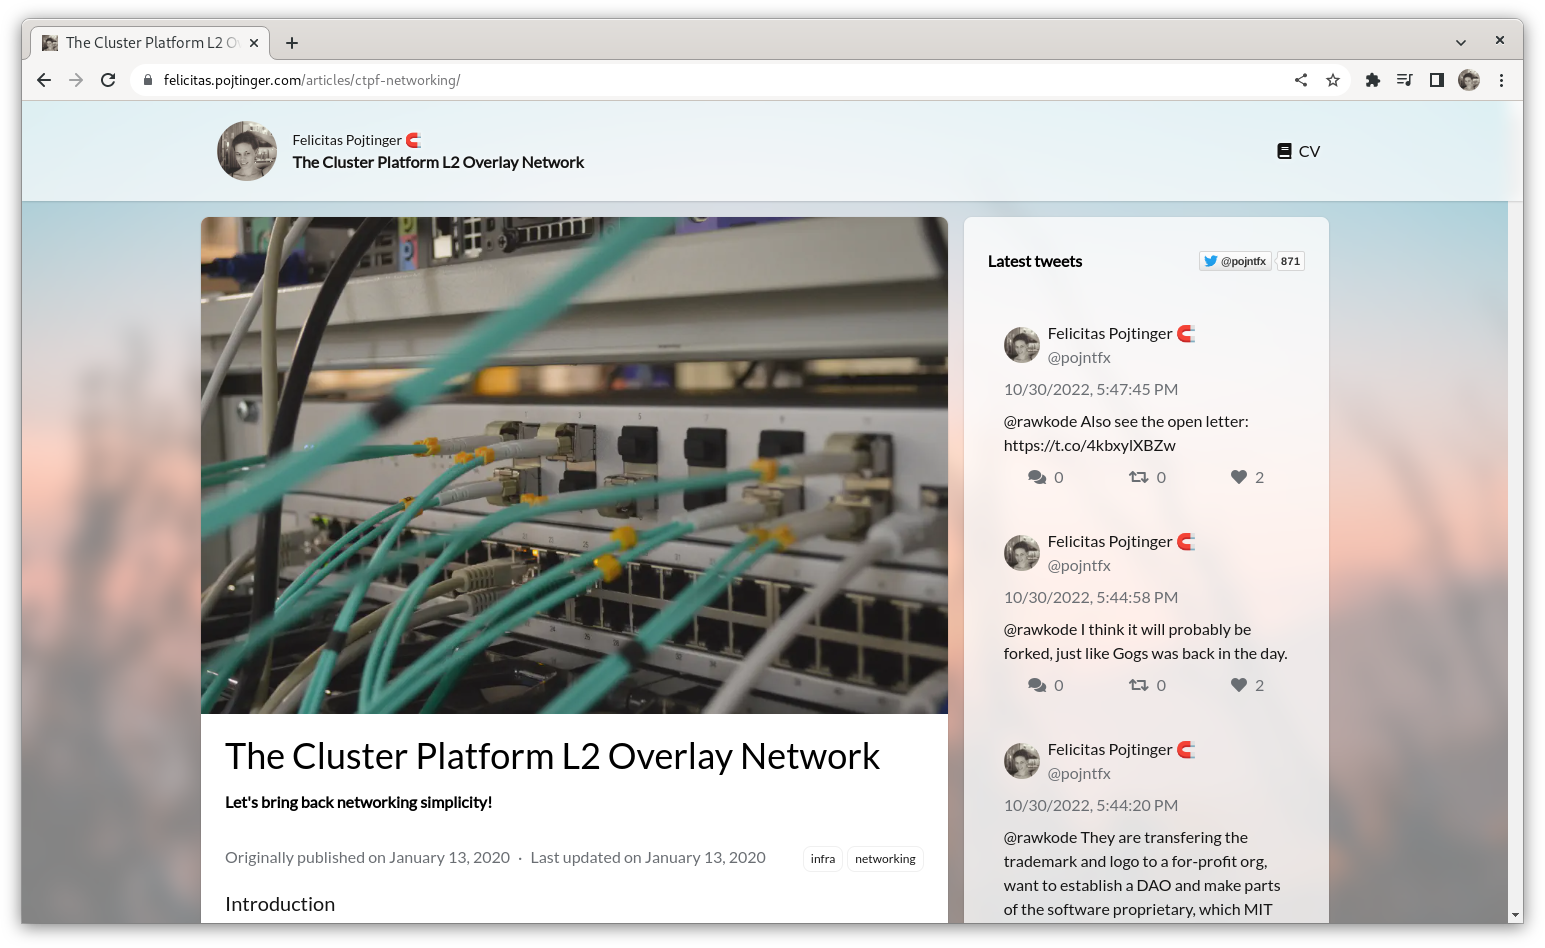 The Cluster Platform L2 O
felicitas.pojtinger.com/articles/ctpf-networking/
Felicitas Pojtinger 🧲
The Cluster Platform L2 Overlay Network
CV
The Cluster Platform L2 Overlay Network
Let's bring back networking simplicity!
Originally published on January 13, 2020 · Last updated on January 13, 2020
infra
networking
Introduction
Latest tweets
@pojntfx
871
Felicitas Pojtinger 🧲
@pojntfx
10/30/2022, 5:47:45 PM
@rawkode Also see the open letter:
https://t.co/4kbxylXBZw
0 0 2
Felicitas Pojtinger 🧲
@pojntfx
10/30/2022, 5:44:58 PM
@rawkode I think it will probably be
forked, just like Gogs was back in the day.
0 0 2
Felicitas Pojtinger 🧲
@pojntfx
10/30/2022, 5:44:20 PM
@rawkode They are transfering the
trademark and logo to a for-profit org,
want to establish a DAO and make parts
of the software proprietary, which MIT